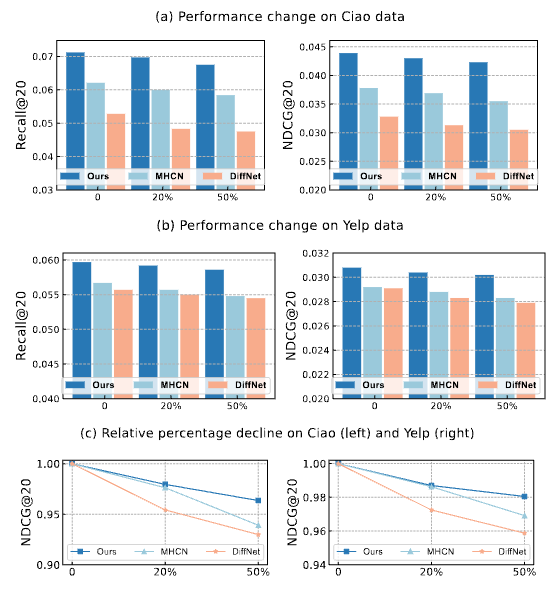 (a) Performance change on Ciao data
0.07
0.06
0.05
0.04
0.03
Recall@20
Ours MHCN DiffNet
0 20% 50%
0.045
0.040
0.035
0.030
0.025
0.020
NDCG@20
Ours MHCN DiffNet
0 20% 50%
(b) Performance change on Yelp data
0.060
0.055
0.050
0.045
0.040
Recall@20
Ours MHCN DiffNet
0 20% 50%
0.032
0.030
0.028
0.026
0.024
0.022
0.020
NDCG@20
Ours MHCN DiffNet
0 20% 50%
(c) Relative percentage decline on Ciao (left) and Yelp (right)
1.00
0.95
0.90
NDCG@20
Ours MHCN DiffNet
0 20% 50%
1.00
0.98
0.96
0.94
NDCG@20
Ours MHCN DiffNet
0 20% 50%